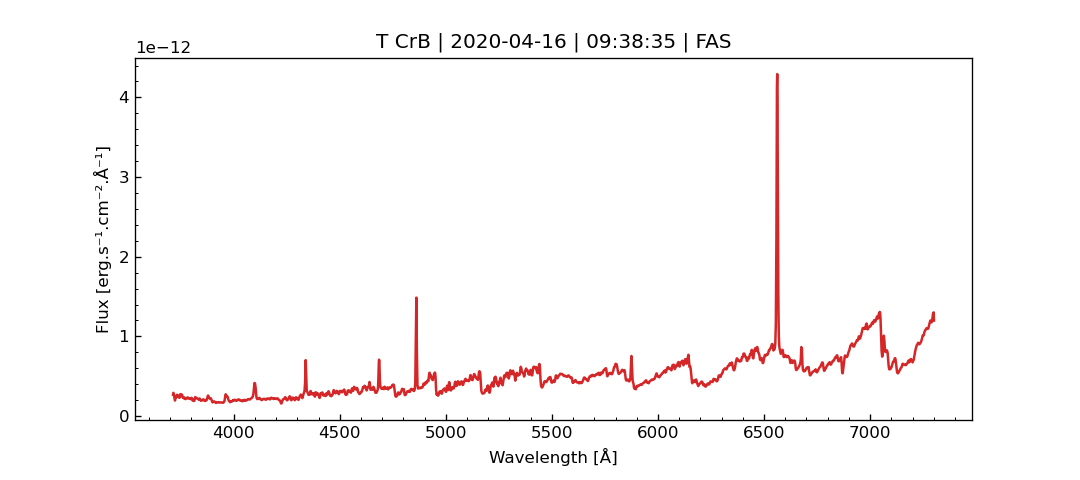 T CrB | 2020-04-16 | 09:38:35 | FAS
1e−12
Flux [erg.s⁻¹.cm⁻².Å⁻¹]
4
3
2
1
0
4000 4500 5000 5500 6000 6500 7000
Wavelength [Å]